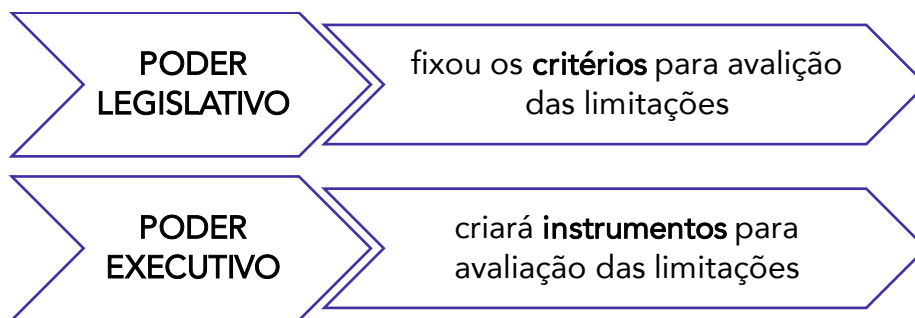 PODER
LEGISLATIVO
fixou os critérios para avalição
das limitações
PODER
EXECUTIVO
criará instrumentos para
avaliação das limitações